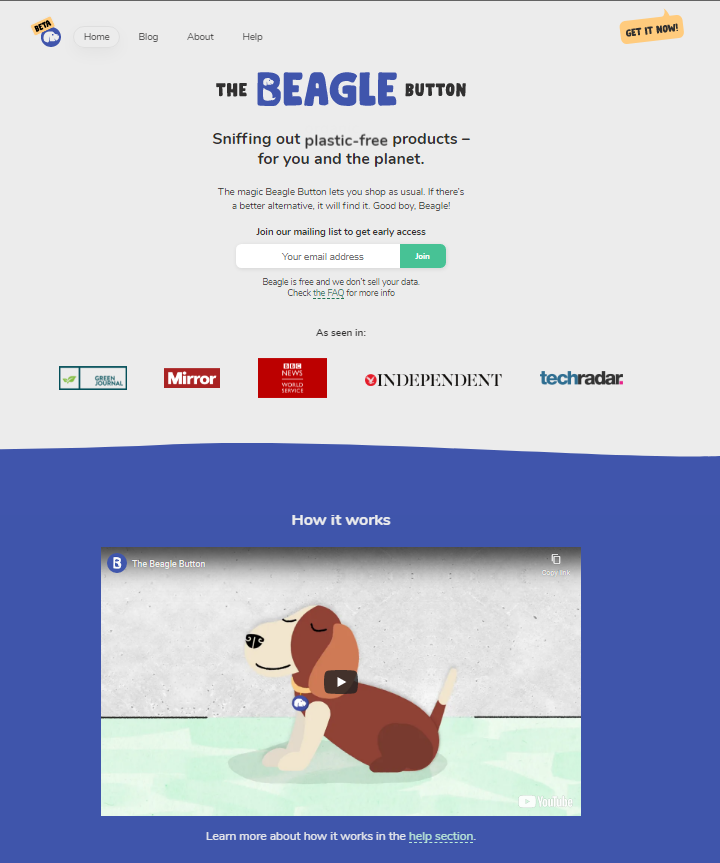 BETA
Home Blog About Help
GET IT NOW!
THE BEAGLE BUTTON
Sniffing out plastic-free products –
for you and the planet.
The magic Beagle Button lets you shop as usual. If there's
a better alternative, it will find it. Good boy, Beagle!
Join our mailing list to get early access
Your email address Join
Beagle is free and we don't sell your data.
Check the FAQ for more info
As seen in:
GREEN
JOURNAL
Mirror
BBC
NEWS
WORLD
SERVICE
INDEPENDENT
techradar.
How it works
B The Beagle Button
Copy link
YouTube
Learn more about how it works in the help section.